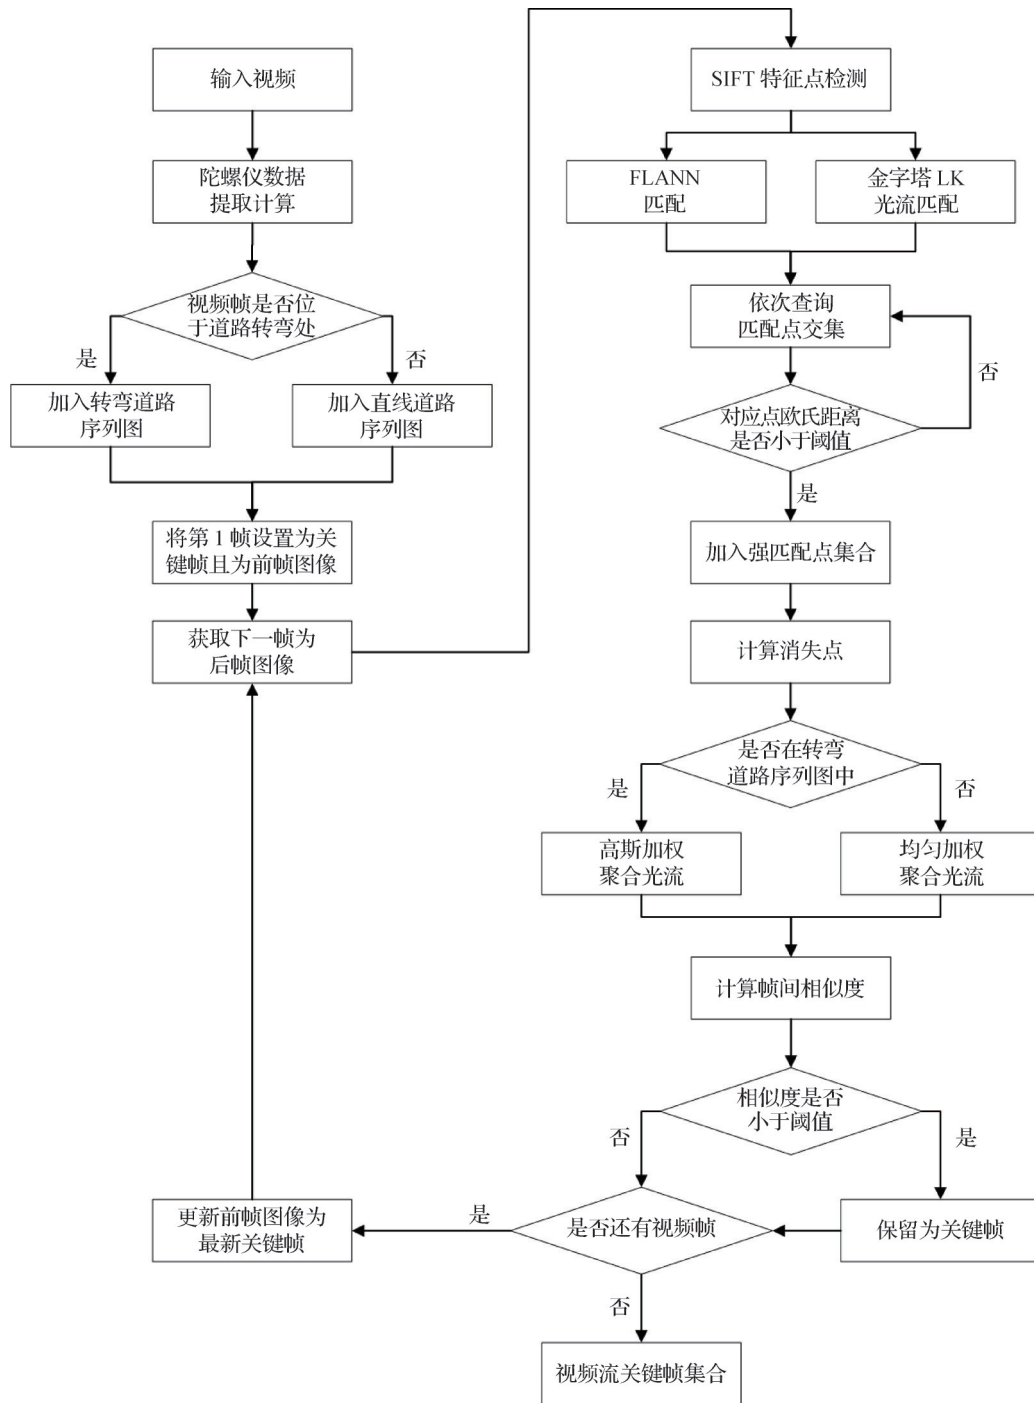 输入视频
陀螺仪数据
提取计算
视频帧是否位
于道路转弯处
是
否
加入转弯道路
序列图
加入直线道路
序列图
将第 1 帧设置为关
键帧且为前帧图像
获取下一帧为
后帧图像
SIFT 特征点检测
FLANN
匹配
金字塔 LK
光流匹配
依次查询
匹配点交集
否
对应点欧氏距离
是否小于阈值
是
加入强匹配点集合
计算消失点
是否在转弯
道路序列图中
是
否
高斯加权
聚合光流
均匀加权
聚合光流
计算帧间相似度
相似度是否
小于阈值
否
是
保留为关键帧
是否还有视频帧
是
更新前帧图像为
最新关键帧
否
视频流关键帧集合